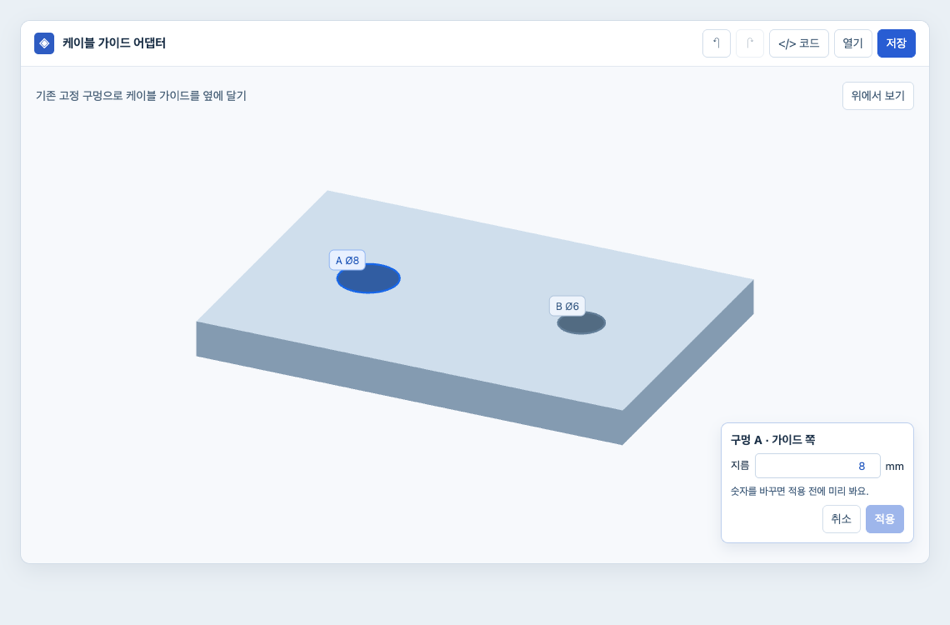 케이블 가이드 어댑터
</> 코드
열기
저장
기존 고정 구멍으로 케이블 가이드를 옆에 달기
위에서 보기
A Ø8
B Ø6
구멍 A · 가이드 쪽
지름 8 mm
숫자를 바꾸면 적용 전에 미리 봐요.
취소
적용